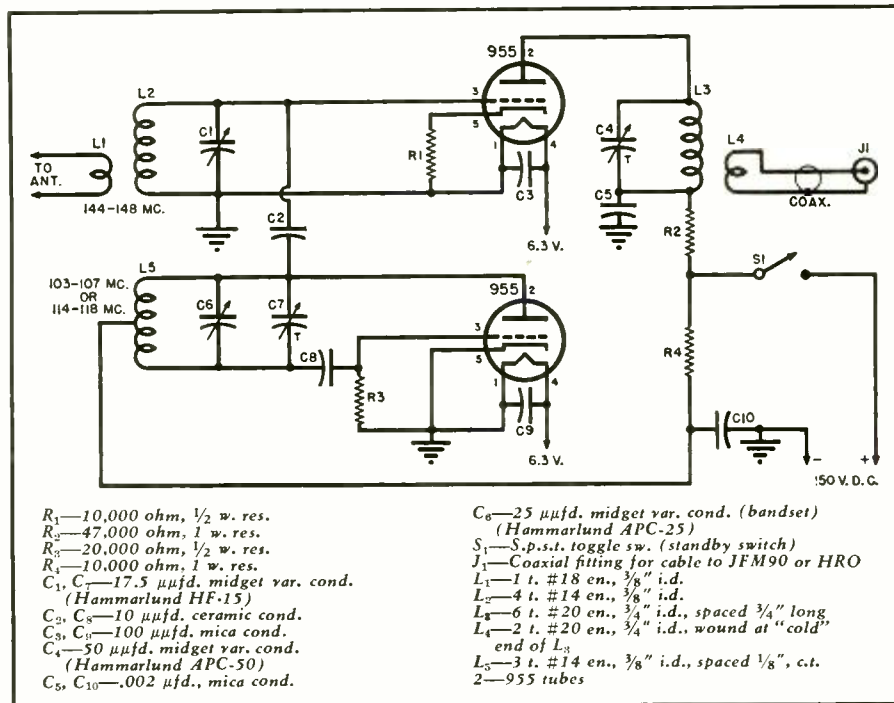 955
2
L2
3
5
1
4
C1
R1
C3
L1
TO
ANT.
144-148 MC.
C2
6.3 V.
C4
T
C5
L3
L4
J1
COAX.
R2
S1
L5
103-107 MC.
OR
114-118 MC.
C6
C7
T
C8
955
2
3
5
1
4
R3
C9
6.3 V.
R4
C10
-
+
150 V. D.C.
R₁—10,000 ohm, ½ w. res.
R₂—47,000 ohm, 1 w. res.
R₃—20,000 ohm, ½ w. res.
R₄—10,000 ohm, 1 w. res.
C₁, C₇—17.5 μμfd. midget var. cond.
(Hammarlund HF-15)
C₂, C₈—10 μμfd. ceramic cond.
C₃, C₉—100 μμfd. mica cond.
C₄—50 μμfd. midget var. cond.
(Hammarlund APC-50)
C₅, C₁₀—.002 μfd., mica cond.
C₆—25 μμfd. midget var. cond. (bandset)
(Hammarlund APC-25)
S₁—S.p.s.t. toggle sw. (standby switch)
J₁—Coaxial fitting for cable to JFM90 or HRO
L₁—1 t. #18 en., ⅜" i.d.
L₂—4 t. #14 en., ⅜" i.d.
L₃—6 t. #20 en., ¾" i.d., spaced ¾" long
L₄—2 t. #20 en., ¾" i.d., wound at "cold"
end of L₃
L₅—3 t. #14 en., ⅜" i.d., spaced ⅛", c.t.
2—955 tubes